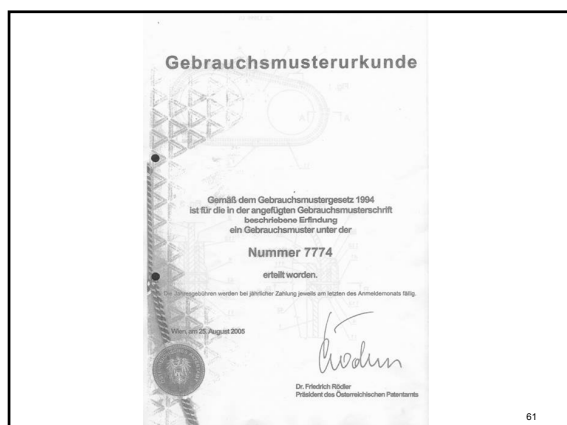 Gebrauchsmusterurkunde
Gemäß dem Gebrauchsmustergesetz 1994
ist für die in der angefügten Gebrauchsmusterschrift
beschriebene Erfindung
ein Gebrauchsmuster unter der
Nummer 7774
erteilt worden.
Die Jahresgebühren werden bei jährlicher Zahlung jeweils am letzten des Anmeldemonats fällig.
Wien, am 25. August 2005
Dr. Friedrich Rödler
Präsident des Österreichischen Patentamts
61